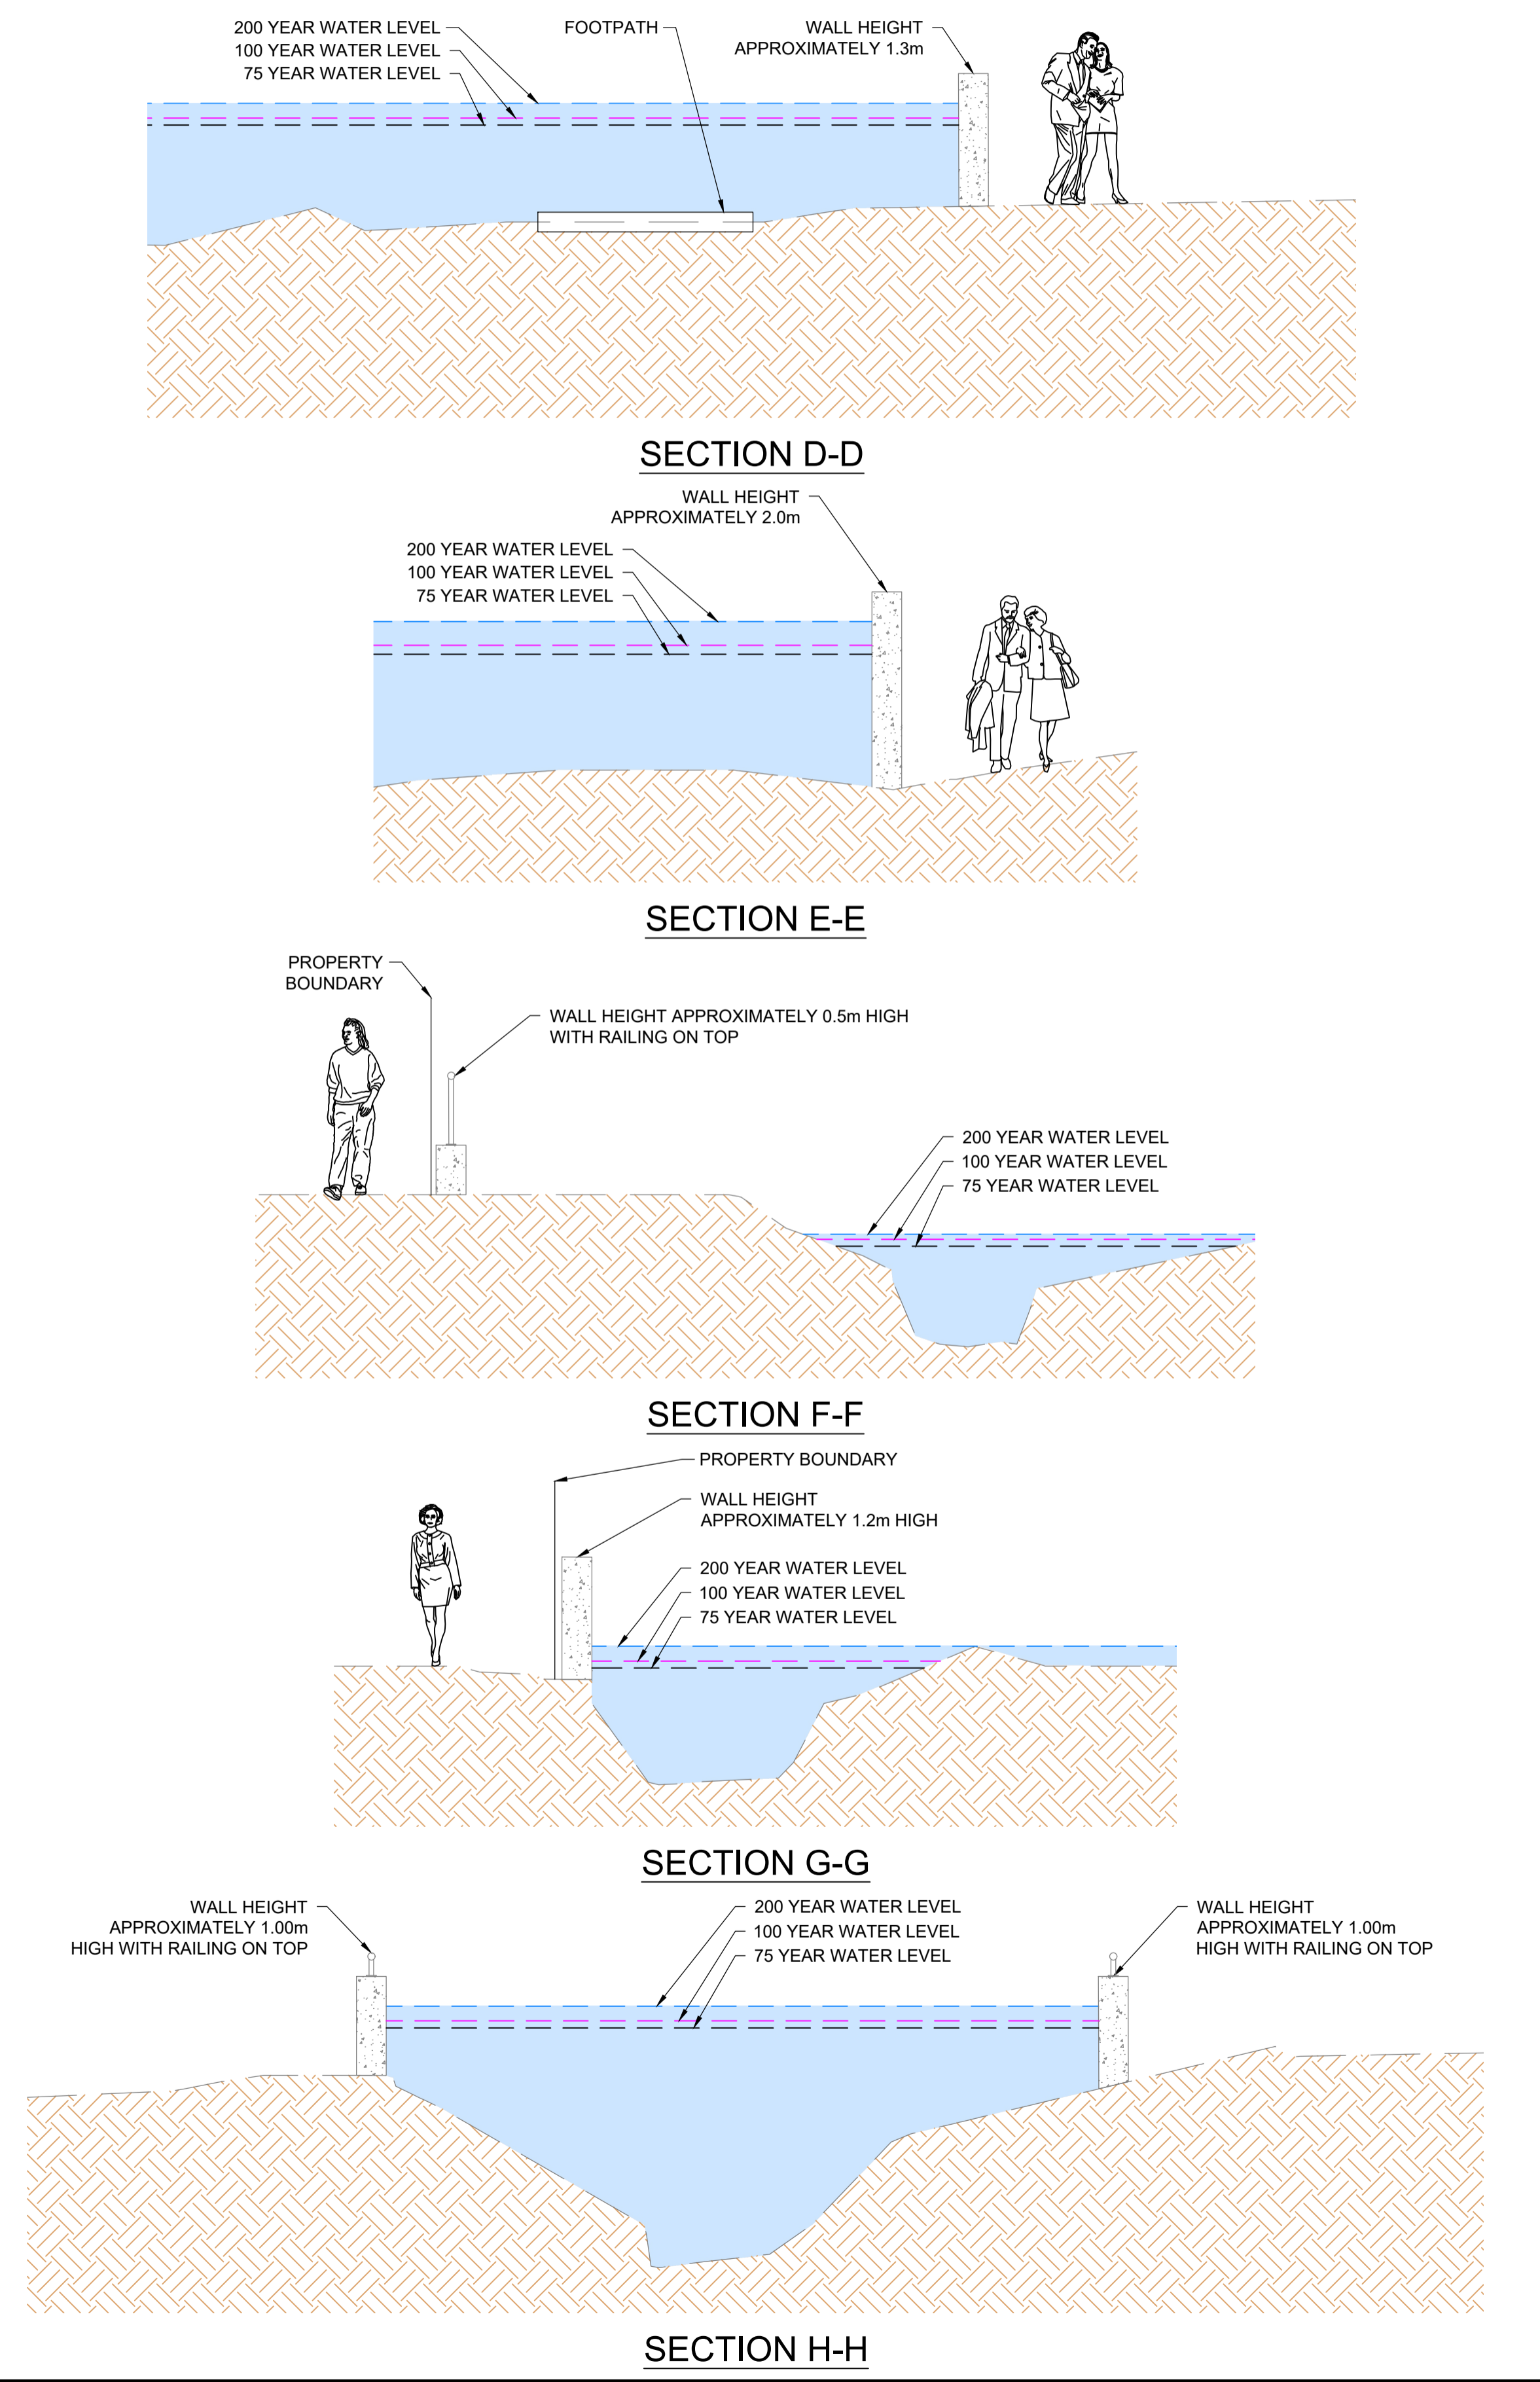 200 YEAR WATER LEVEL
100 YEAR WATER LEVEL
75 YEAR WATER LEVEL
FOOTPATH
WALL HEIGHT
APPROXIMATELY 1.3m
SECTION D-D
WALL HEIGHT
APPROXIMATELY 2.0m
200 YEAR WATER LEVEL
100 YEAR WATER LEVEL
75 YEAR WATER LEVEL
SECTION E-E
PROPERTY
BOUNDARY
WALL HEIGHT APPROXIMATELY 0.5m HIGH
WITH RAILING ON TOP
200 YEAR WATER LEVEL
100 YEAR WATER LEVEL
75 YEAR WATER LEVEL
SECTION F-F
PROPERTY BOUNDARY
WALL HEIGHT
APPROXIMATELY 1.2m HIGH
200 YEAR WATER LEVEL
100 YEAR WATER LEVEL
75 YEAR WATER LEVEL
SECTION G-G
WALL HEIGHT
APPROXIMATELY 1.00m
HIGH WITH RAILING ON TOP
200 YEAR WATER LEVEL
100 YEAR WATER LEVEL
75 YEAR WATER LEVEL
WALL HEIGHT
APPROXIMATELY 1.00m
HIGH WITH RAILING ON TOP
SECTION H-H